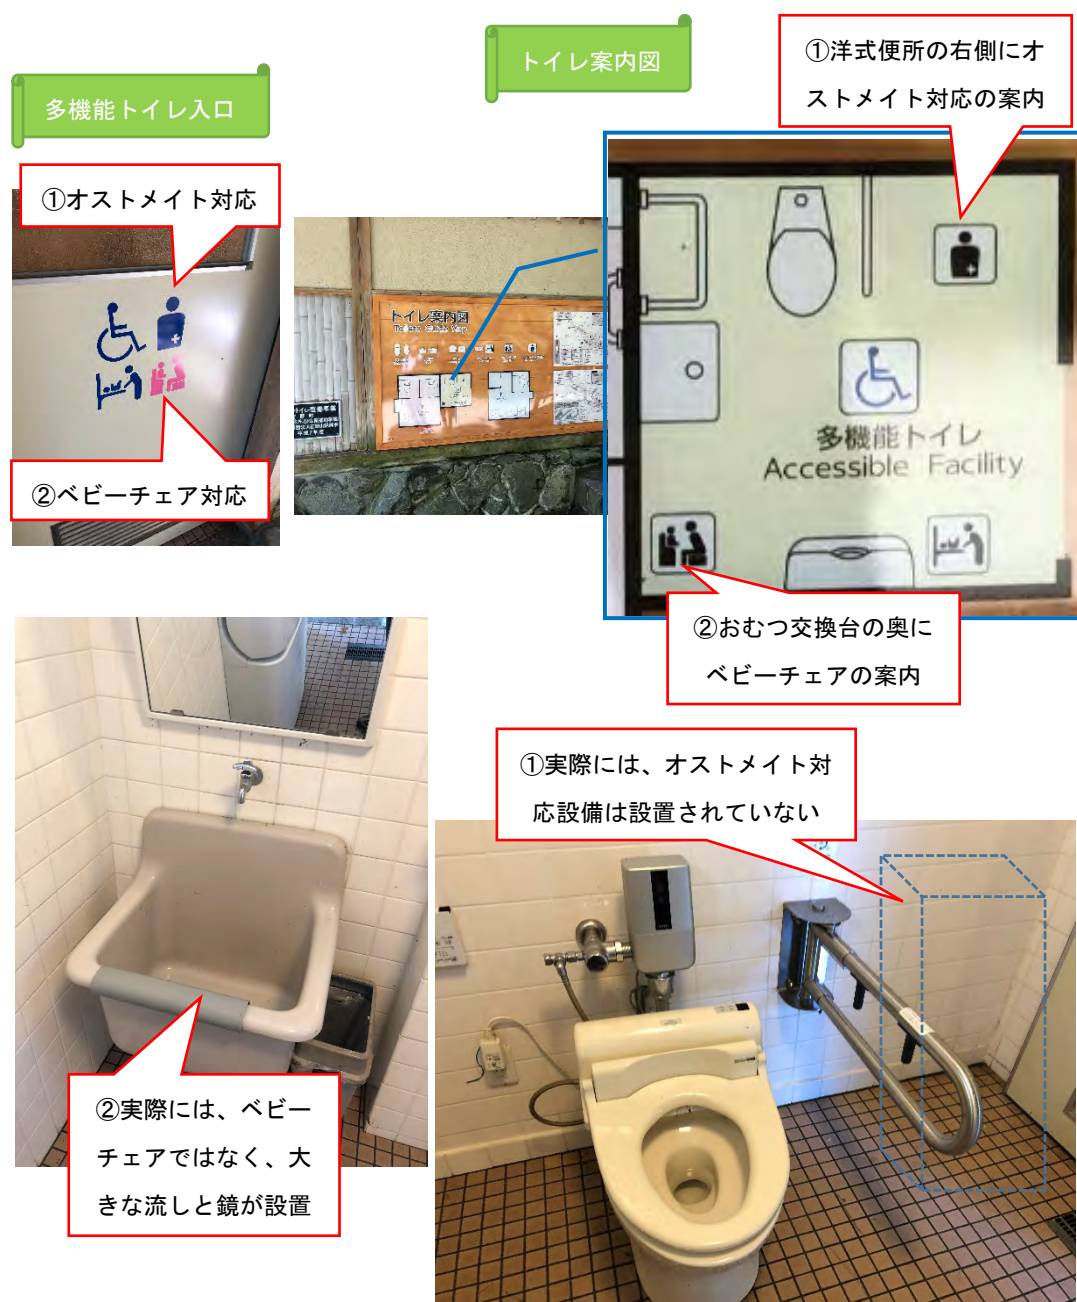 多機能トイレ入口
トイレ案内図
①洋式便所の右側にオ
ストメイト対応の案内
①オストメイト対応
②ベビーチェア対応
トイレ案内図
多機能トイレ
Accessible Facility
②おむつ交換台の奥に
ベビーチェアの案内
①実際には、オストメイト対
応設備は設置されていない
②実際には、ベビー
チェアではなく、大
きな流しと鏡が設置